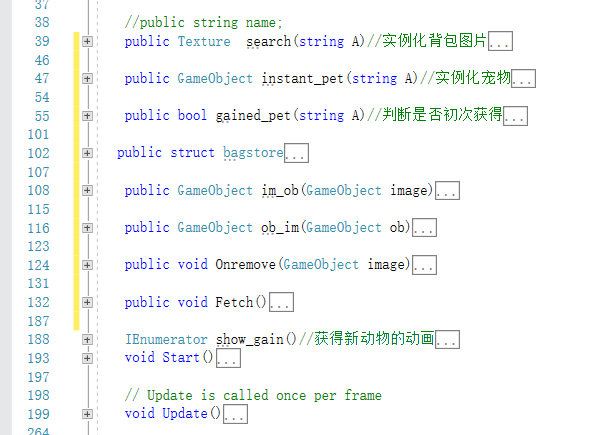 37
38 //public string name;
39 public Texture search(string A)//实例化背包图片...
46
47 public GameObject instant_pet(string A)//实例化宠物...
54
55 public bool gained_pet(string A)//判断是否初次获得...
101
102 public struct bagstore...
107
108 public GameObject im_ob(GameObject image)...
115
116 public GameObject ob_im(GameObject ob)...
123
124 public void Onremove(GameObject image)...
131
132 public void Fetch()...
187
188 IEnumerator show_gain()//获得新动物的动画...
193 void Start()...
197
198 // Update is called once per frame
199 void Update()...
264